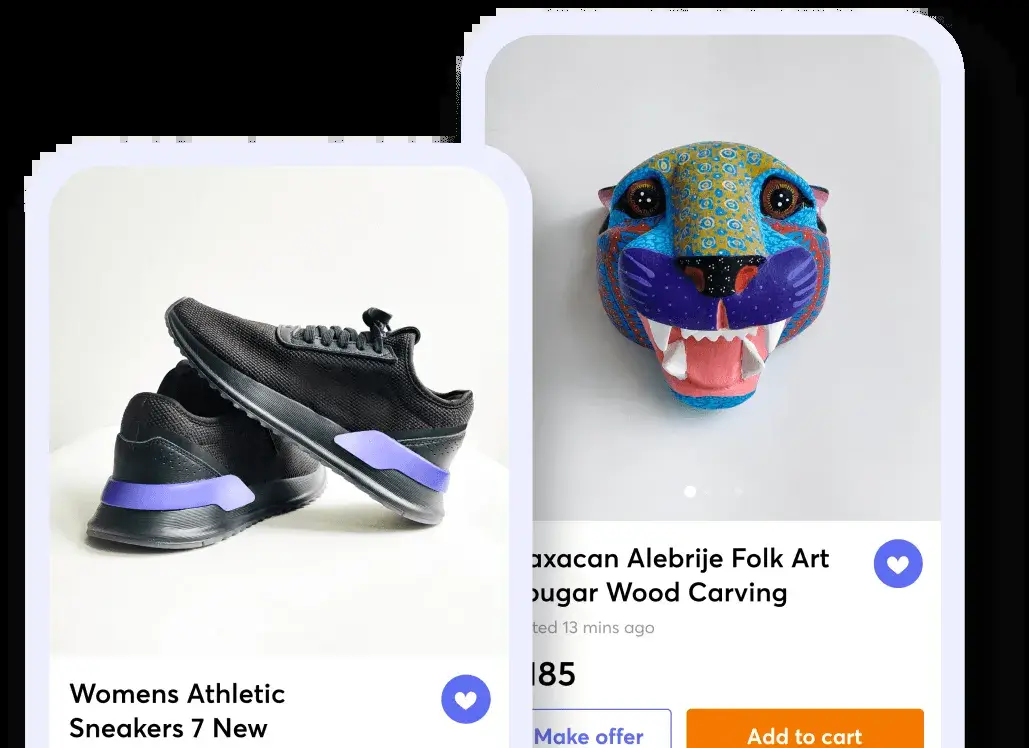 Womens Athletic
Sneakers 7 New
axacan Alebrije Folk Art
ougar Wood Carving
ted 13 mins ago
185
Make offer
Add to cart